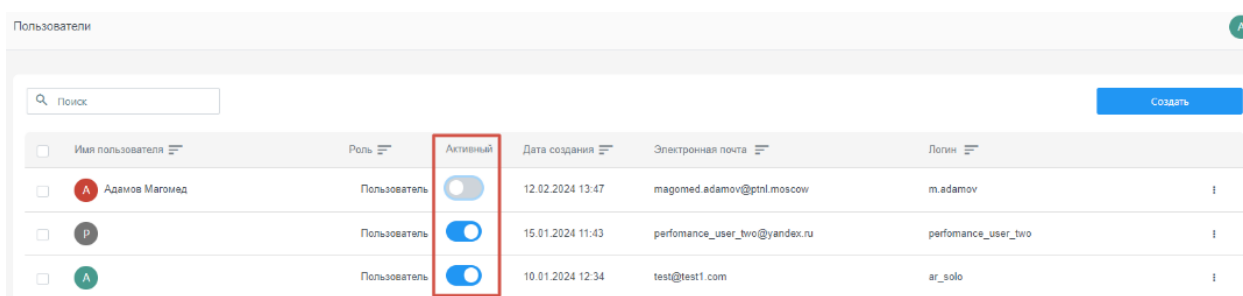 Пользователи
А
Поиск
Создать
Имя пользователя Роль Активный Дата создания Электронная почта Логин
А Адамов Магомед Пользователь 12.02.2024 13:47 magomed.adamov@ptnl.moscow m.adamov
P Пользователь 15.01.2024 11:43 perfomance_user_two@yandex.ru perfomance_user_two
A Пользователь 10.01.2024 12:34 test@test1.com ar_solo